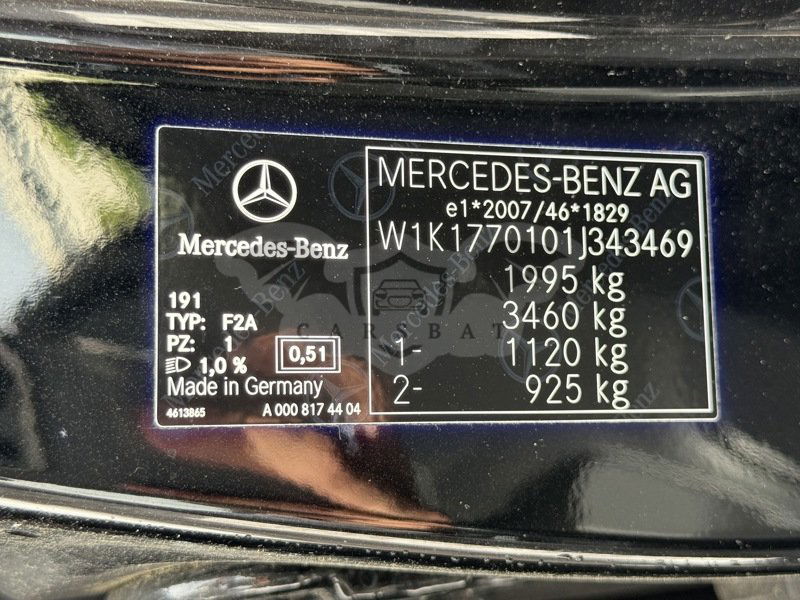 Mercedes-Benz
191
TYP: F2A
PZ: 1
1,0 %
0,51
Made in Germany
4613865
A 000 817 44 04
MERCEDES-BENZ AG
e1*2007/46*1829
W1K1770101J343469
1995 kg
3460 kg
1- 1120 kg
2- 925 kg
CARSBAT